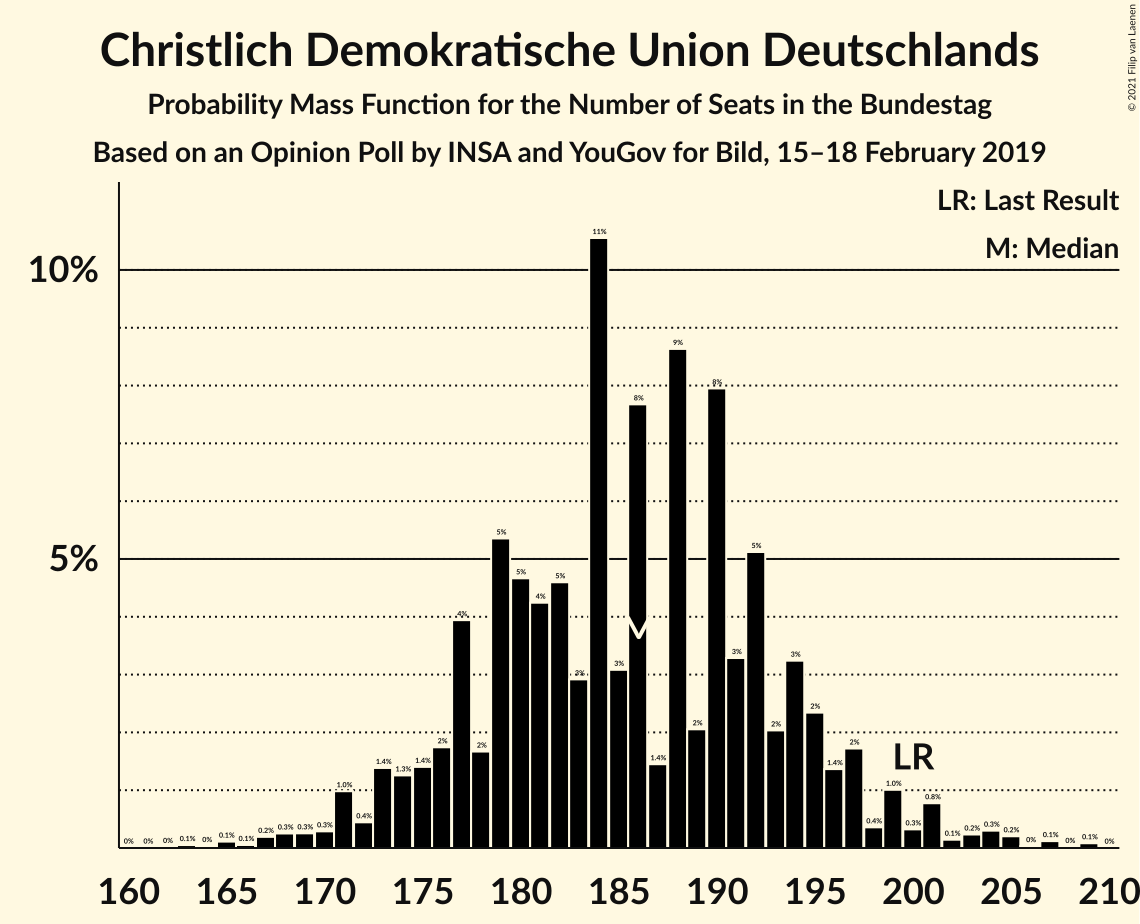 Christlich Demokratische Union Deutschlands
Probability Mass Function for the Number of Seats in the Bundestag
Based on an Opinion Poll by INSA and YouGov for Bild, 15–18 February 2019
© 2021 Filip van Laenen
LR: Last Result
M: Median
10%
5%
0% 0% 0% 0.1% 0% 0.1% 0.1% 0.2% 0.3% 0.3% 0.3% 1.0% 0.4% 1.4% 1.3% 1.4% 2% 4% 2% 5% 5% 4% 5% 3% 11% 3% 8% 1.4% 9% 2% 8% 3% 5% 2% 3% 2% 1.4% 2% 0.4% 1.0% 0.3% 0.8% 0.1% 0.2% 0.3% 0.2% 0% 0.1% 0% 0.1% 0%
LR
160 165 170 175 180 185 190 195 200 205 210